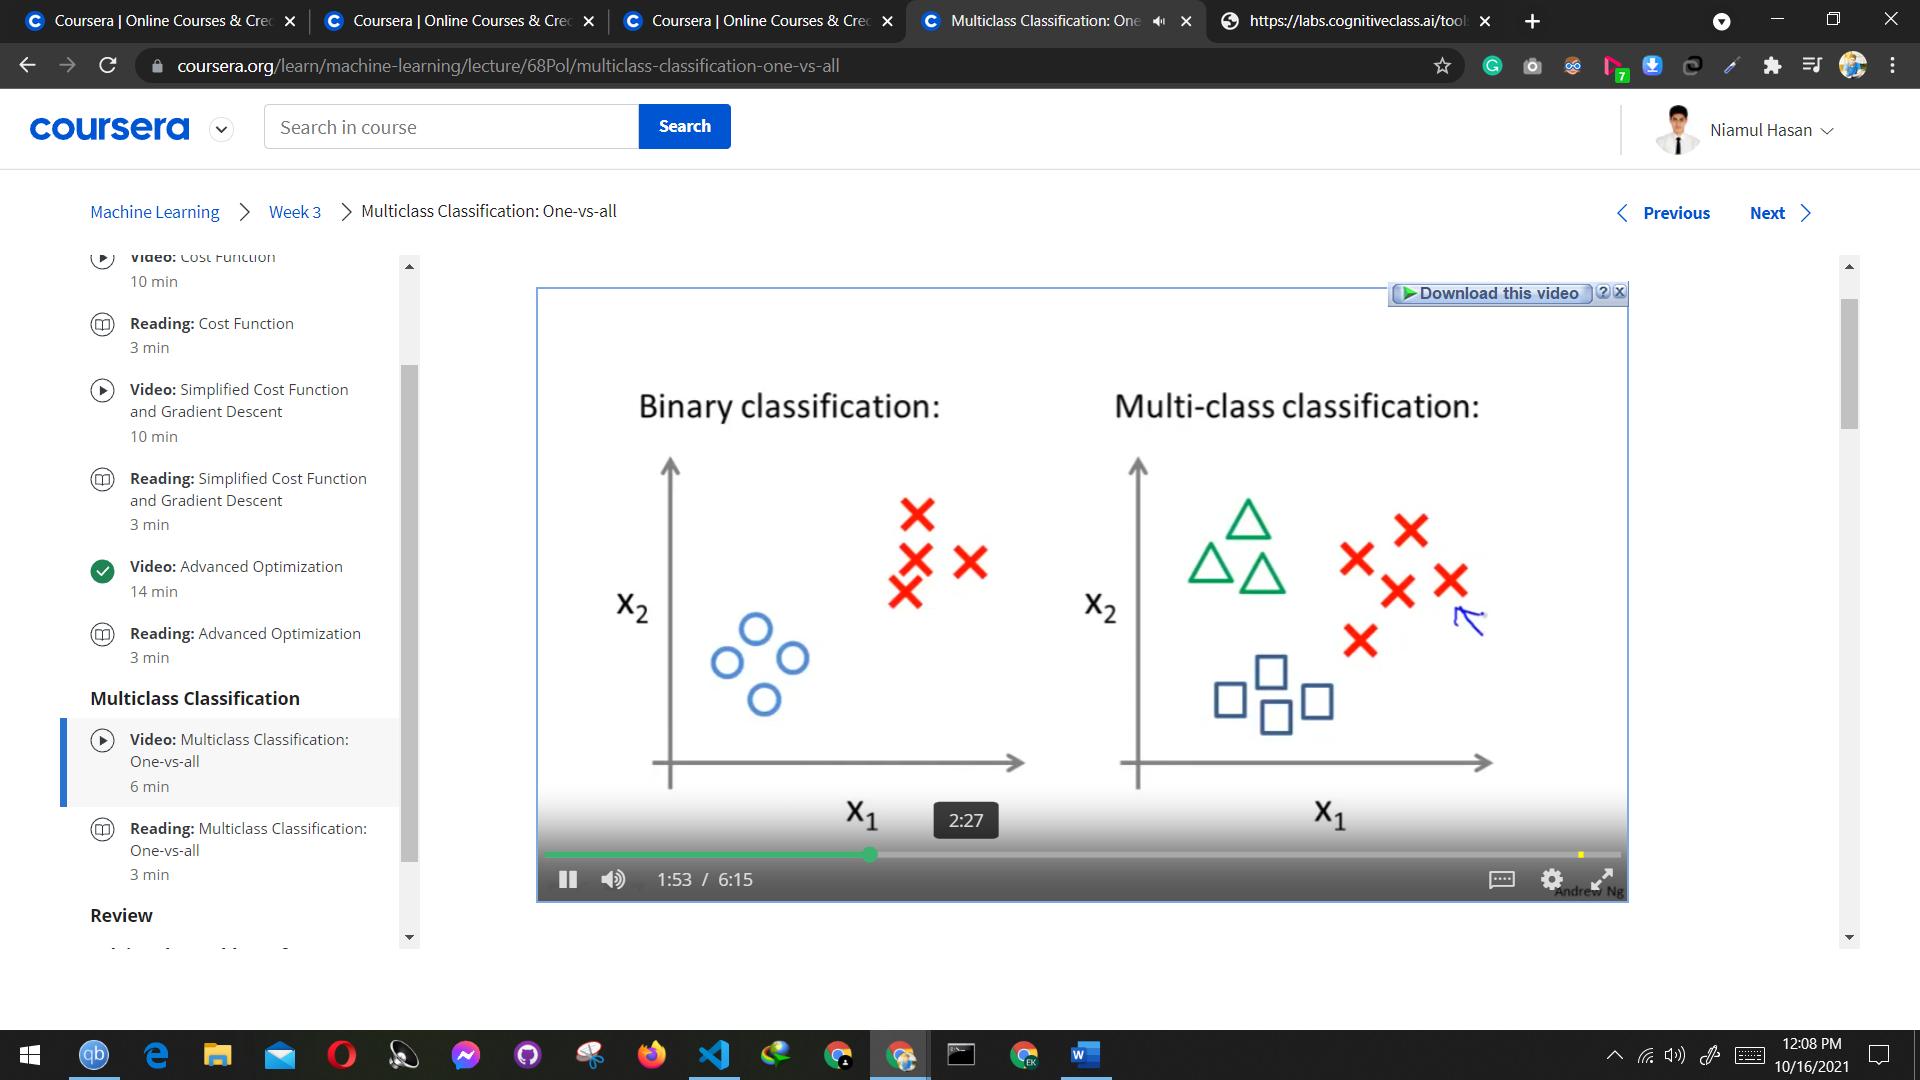 Coursera | Online Courses & Cre
Coursera | Online Courses & Cre
Coursera | Online Courses & Cre
Multiclass Classification: One
https://labs.cognitiveclass.ai/tool
coursera.org/learn/machine-learning/lecture/68Pol/multiclass-classification-one-vs-all
7
coursera
Search in course
Search
Niamul Hasan
Machine Learning
Week 3
Multiclass Classification: One-vs-all
Previous
Next
Video: Cost Function
10 min
Reading: Cost Function
3 min
Video: Simplified Cost Function
and Gradient Descent
10 min
Reading: Simplified Cost Function
and Gradient Descent
3 min
Video: Advanced Optimization
14 min
Reading: Advanced Optimization
3 min
Multiclass Classification
Video: Multiclass Classification:
One-vs-all
6 min
Reading: Multiclass Classification:
One-vs-all
3 min
Review
Download this video ? X
Binary classification:
Multi-class classification:
x2
x1
x2
x1
2:27
1:53 / 6:15
Andrew Ng
qb
EK
W
12:08 PM
10/16/2021